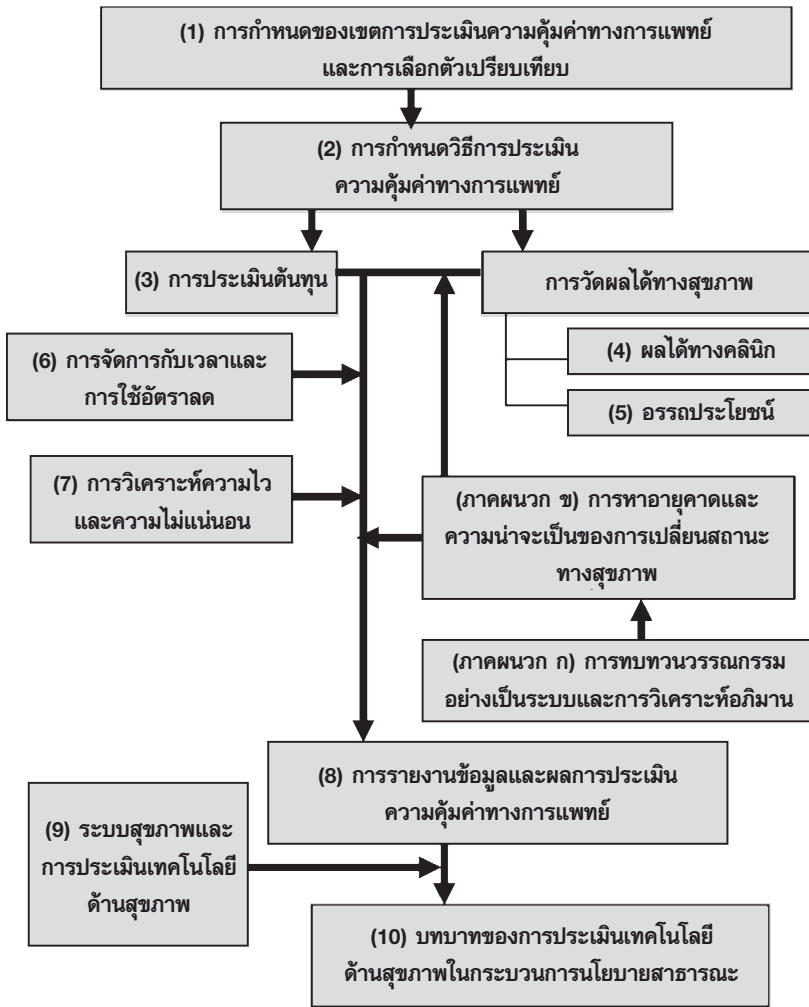 (1) การกำหนดของเขตการประเมินความคุ้มค่าทางการแพทย์
และการเลือกตัวเปรียบเทียบ
(2) การกำหนดวิธีการประเมิน
ความคุ้มค่าทางการแพทย์
(3) การประเมินต้นทุน
การวัดผลได้ทางสุขภาพ
(4) ผลได้ทางคลินิก
(5) อรรถประโยชน์
(6) การจัดการกับเวลาและ
การใช้อัตราลด
(7) การวิเคราะห์ความไว
และความไม่แน่นอน
(ภาคผนวก ข) การหาอายุคาดและ
ความน่าจะเป็นของการเปลี่ยนสถานะ
ทางสุขภาพ
(ภาคผนวก ก) การทบทวนวรรณกรรม
อย่างเป็นระบบและการวิเคราะห์อภิมาน
(8) การรายงานข้อมูลและผลการประเมิน
ความคุ้มค่าทางการแพทย์
(9) ระบบสุขภาพและ
การประเมินเทคโนโลยี
ด้านสุขภาพ
(10) บทบาทของการประเมินเทคโนโลยี
ด้านสุขภาพในกระบวนการนโยบายสาธารณะ